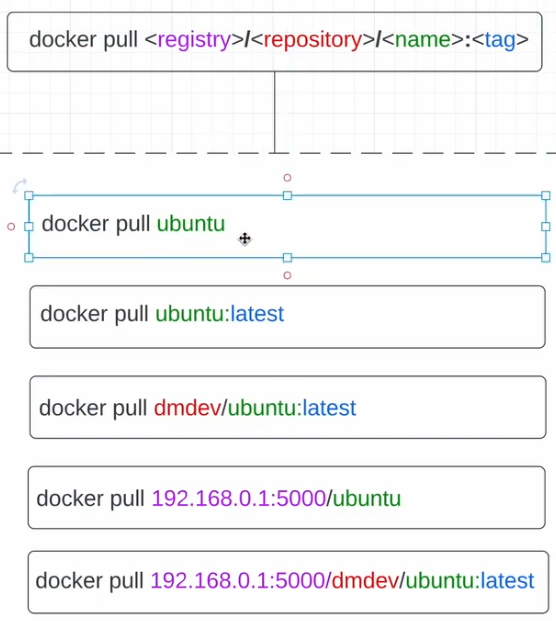 docker pull <registry>/<repository>/<name>:<tag>
docker pull ubuntu
docker pull ubuntu:latest
docker pull dmdev/ubuntu:latest
docker pull 192.168.0.1:5000/ubuntu
docker pull 192.168.0.1:5000/dmdev/ubuntu:latest